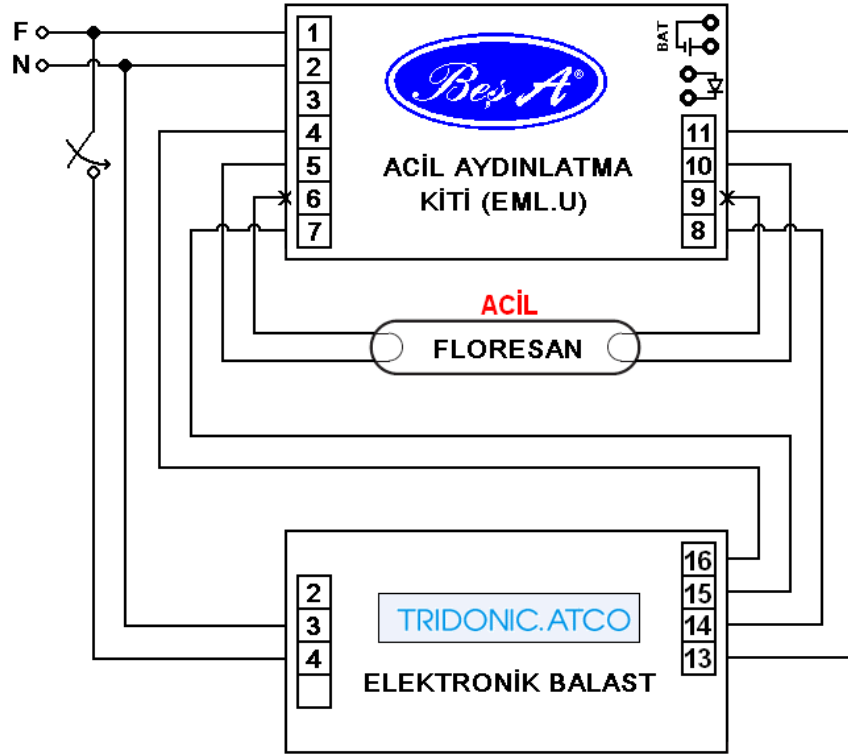 F
N
1
2
3
4
5
6
7
Beş A®
BAT
ACİL AYDINLATMA
KİTİ (EML.U)
11
10
9
8
ACİL
FLORESAN
2
3
4
TRIDONIC.ATCO
ELEKTRONİK BALAST
16
15
14
13